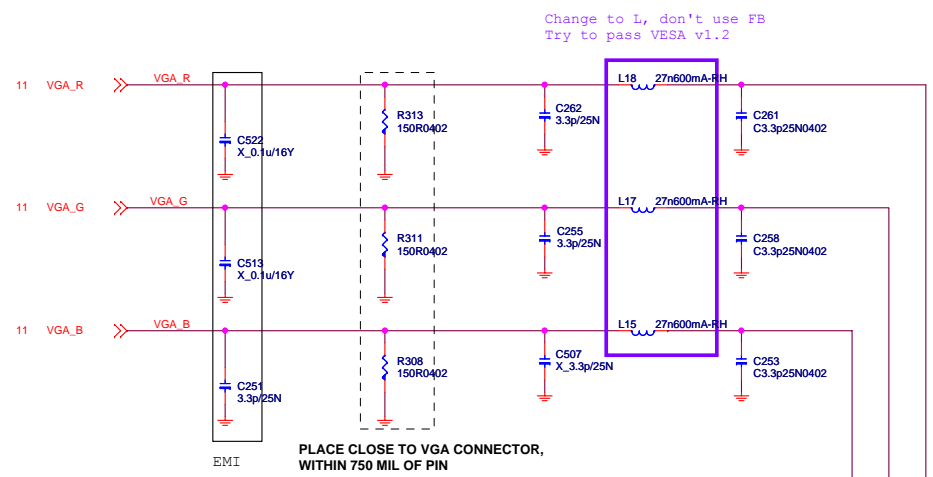 Change to L, don't use FB
Try to pass VESA v1.2
11 VGA_R VGA_R
L18 27n600mA-RH
C522
X_0.1u/16Y
R313
150R0402
C262
3.3p/25N
C261
C3.3p25N0402
11 VGA_G VGA_G
L17 27n600mA-RH
C513
X_0.1u/16Y
R311
150R0402
C255
3.3p/25N
C258
C3.3p25N0402
11 VGA_B VGA_B
L15 27n600mA-RH
C251
3.3p/25N
R308
150R0402
C507
X_3.3p/25N
C253
C3.3p25N0402
EMI
PLACE CLOSE TO VGA CONNECTOR,
WITHIN 750 MIL OF PIN